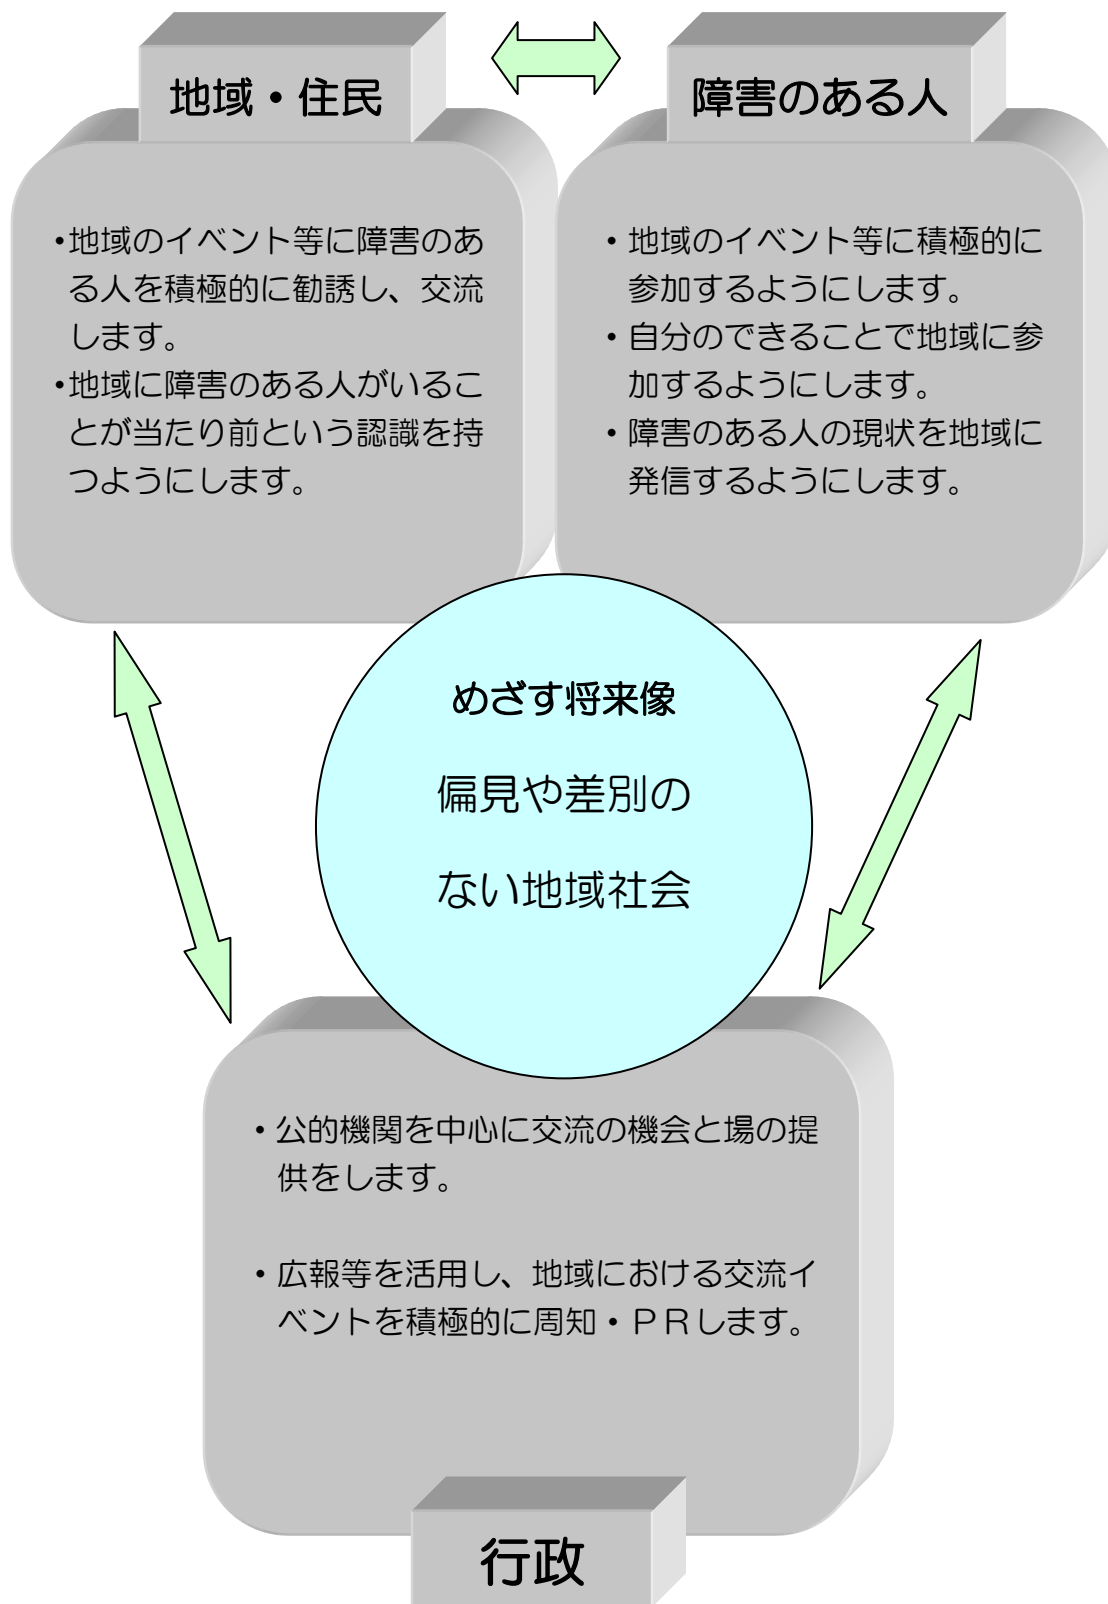 地域・住民
・地域のイベント等に障害のあ
る人を積極的に勧誘し、交流
します。
・地域に障害のある人がいるこ
とが当たり前という認識を持
つようにします。
障害のある人
・地域のイベント等に積極的に
参加するようにします。
・自分のできることで地域に参
加するようにします。
・障害のある人の現状を地域に
発信するようにします。
めざす将来像
偏見や差別の
ない地域社会
・公的機関を中心に交流の機会と場の提
供をします。
・広報等を活用し、地域における交流イ
ベントを積極的に周知・ＰＲします。
行政